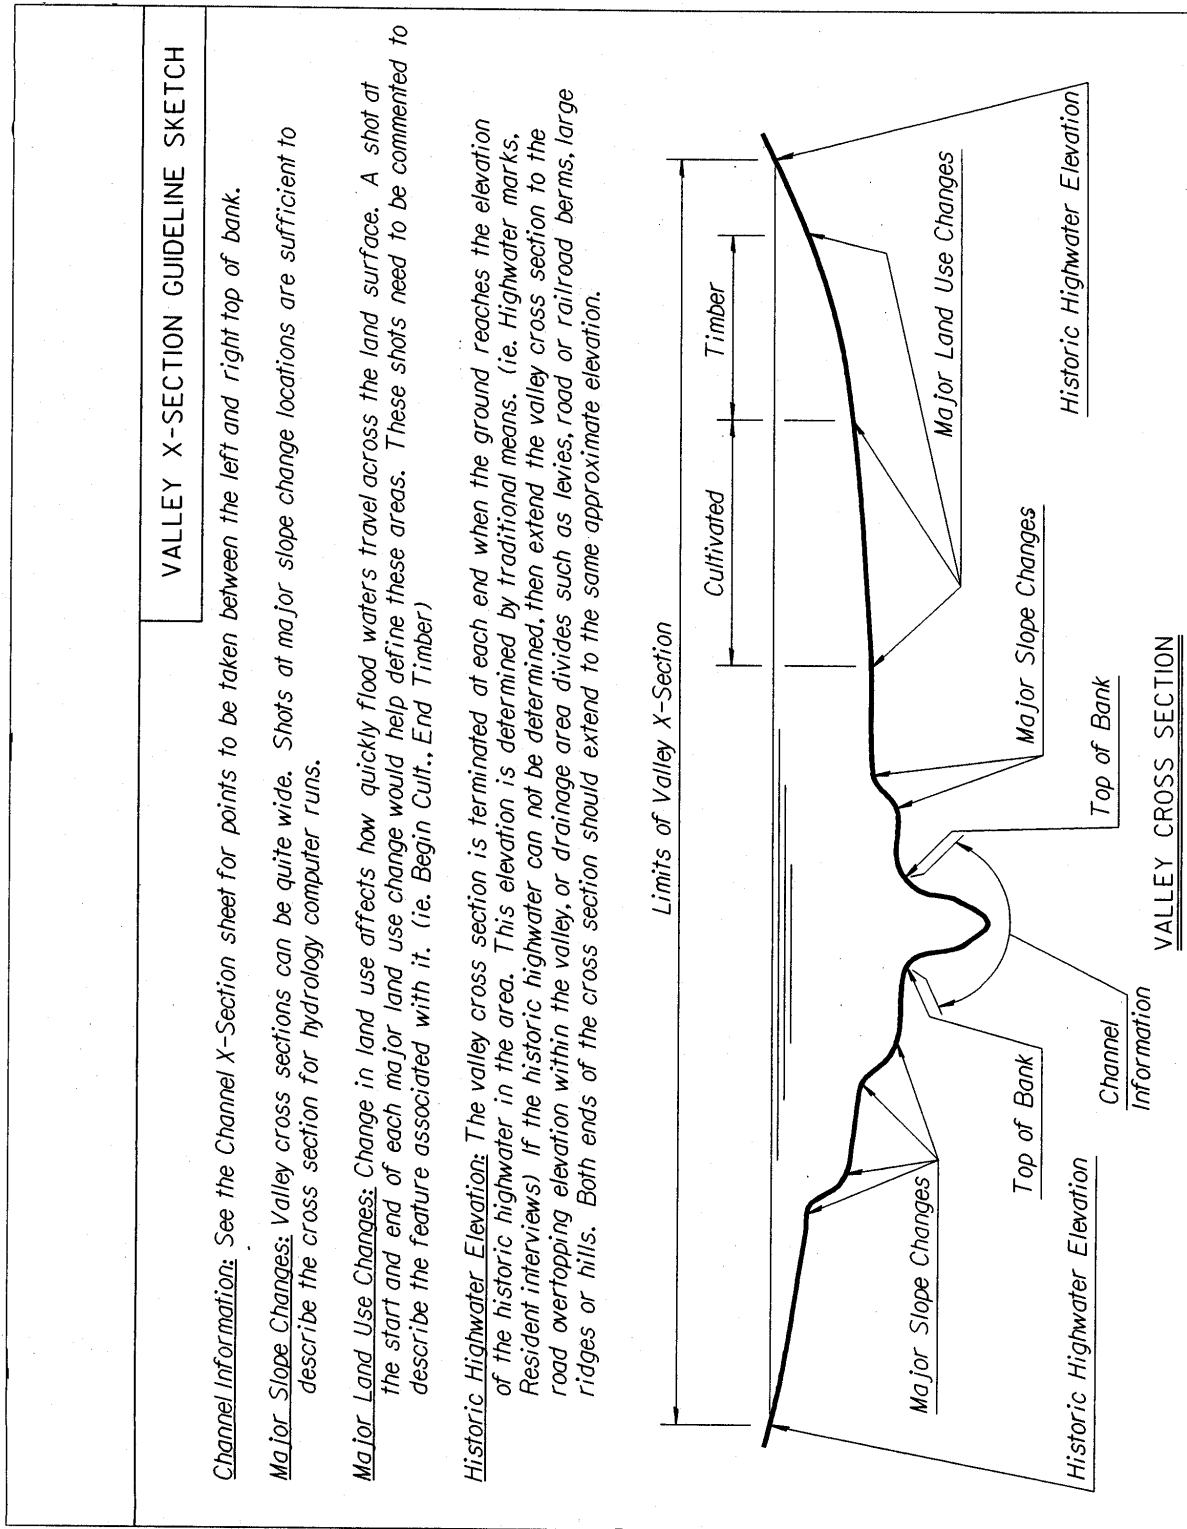 VALLEY X-SECTION GUIDELINE SKETCH
Channel Information: See the Channel X-Section sheet for points to be taken between the left and right top of bank.
Major Slope Changes: Valley cross sections can be quite wide. Shots at major slope change locations are sufficient to
describe the cross section for hydrology computer runs.
Major Land Use Changes: Change in land use affects how quickly flood waters travel across the land surface. A shot at
the start and end of each major land use change would help define these areas. These shots need to be commented to
describe the feature associated with it. (ie. Begin Cult., End Timber)
Historic Highwater Elevation: The valley cross section is terminated at each end when the ground reaches the elevation
of the historic highwater in the area. This elevation is determined by traditional means. (ie. Highwater marks,
Resident interviews) If the historic highwater can not be determined, then extend the valley cross section to the
road overtopping elevation within the valley, or drainage area divides such as levies, road or railroad berms, large
ridges or hills. Both ends of the cross section should extend to the same approximate elevation.
Limits of Valley X-Section
Cultivated
Timber
Major Slope Changes
Major Land Use Changes
Major Slope Changes
Top of Bank
Top of Bank
Historic Highwater Elevation
Historic Highwater Elevation
Channel
Information
VALLEY CROSS SECTION